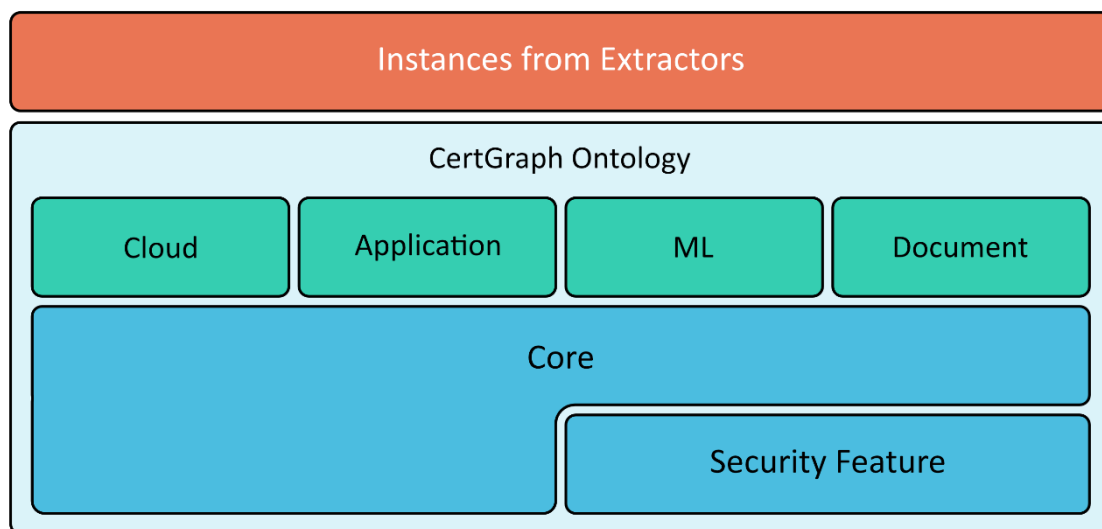 Instances from Extractors
CertGraph Ontology
Cloud
Application
ML
Document
Core
Security Feature